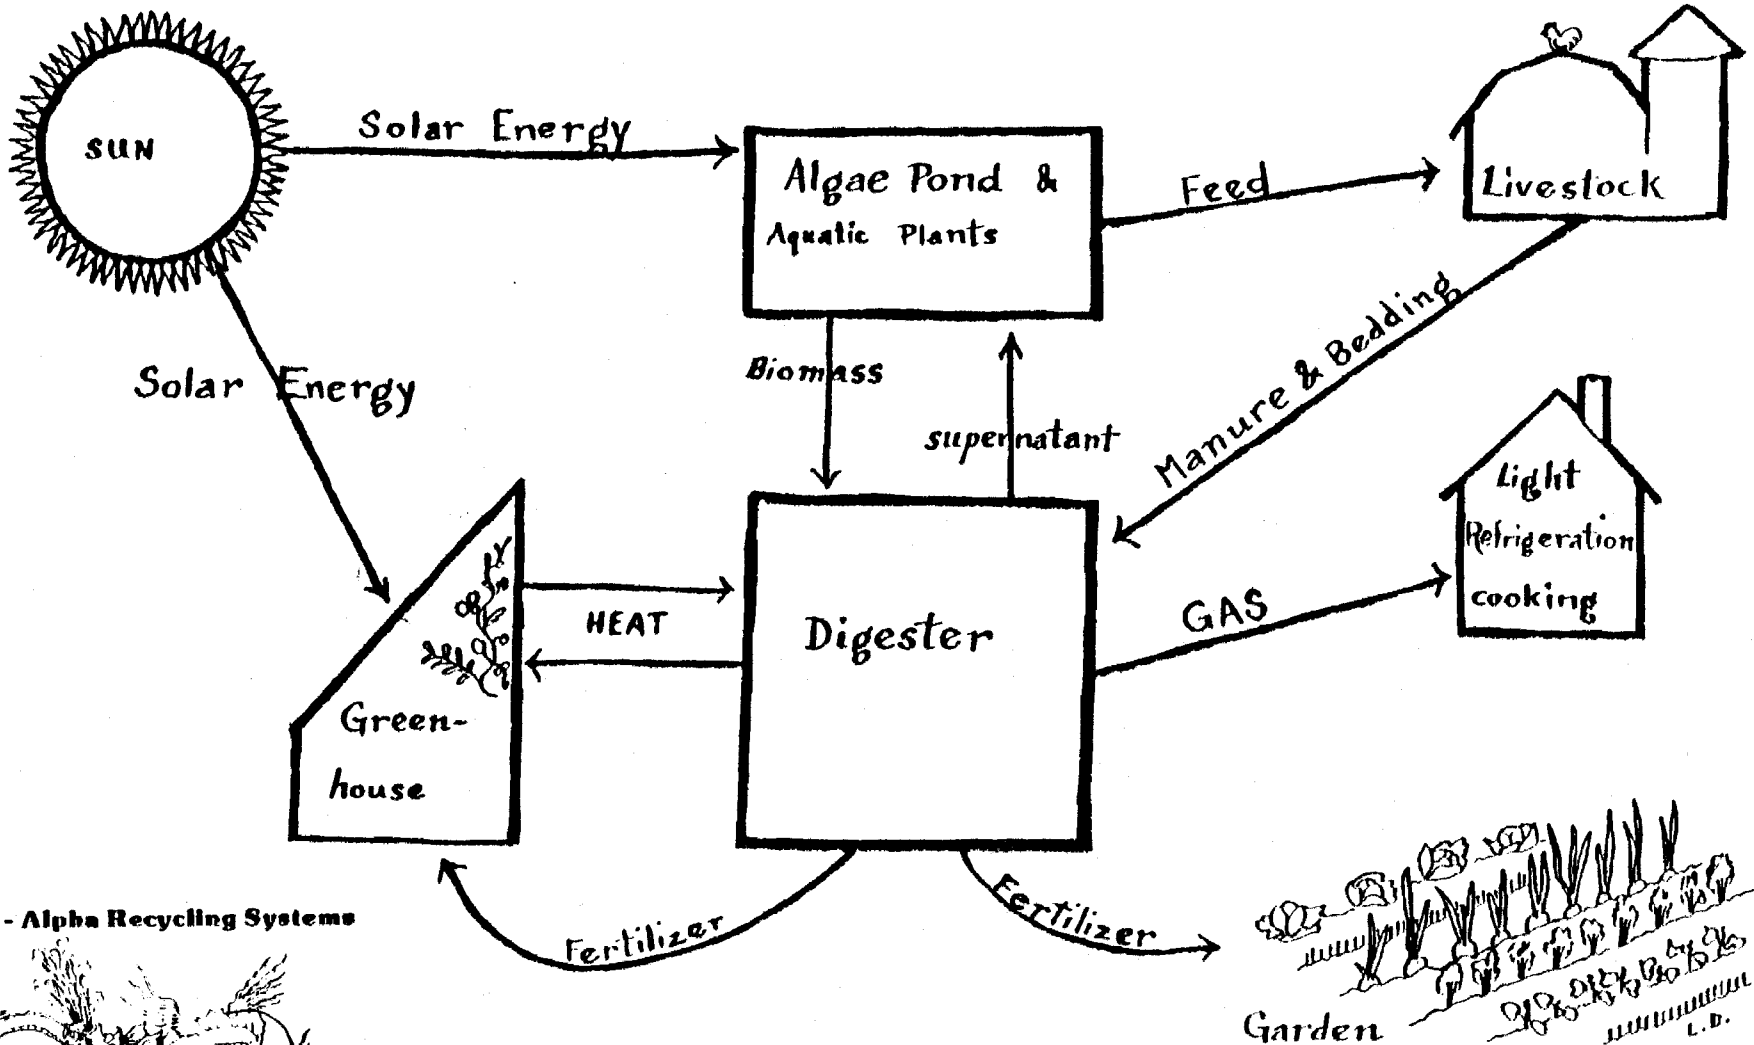 SUN
Solar Energy
Algae Pond &
Aquatic Plants
Feed
Livestock
Solar Energy
Biomass
supernatant
Manure & Bedding
Light
Refrigeration
cooking
HEAT
Digester
GAS
Green-
house
Fertilizer
Fertilizer
- Alpha Recycling Systems
Garden
L.D.